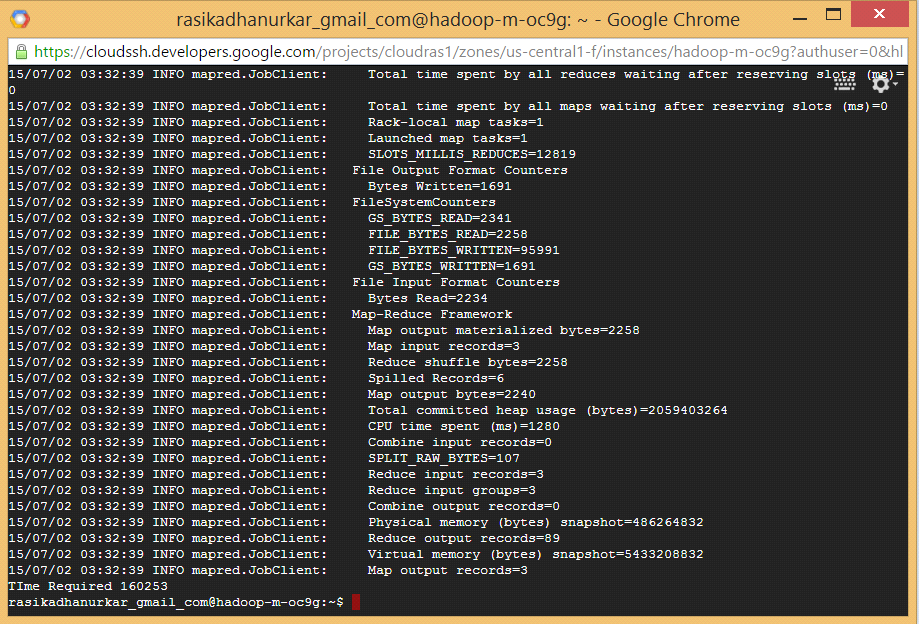 rasikadhanurkar_gmail_com@hadoop-m-oc9g: ~ - Google Chrome
https://cloudssh.developers.google.com/projects/cloudras1/zones/us-central1-f/instances/hadoop-m-oc9g?authuser=0&hl
15/07/02 03:32:39 INFO mapred.JobClient:     Total time spent by all reduces waiting after reserving slots (ms)=
0
15/07/02 03:32:39 INFO mapred.JobClient:     Total time spent by all maps waiting after reserving slots (ms)=0
15/07/02 03:32:39 INFO mapred.JobClient:     Rack-local map tasks=1
15/07/02 03:32:39 INFO mapred.JobClient:     Launched map tasks=1
15/07/02 03:32:39 INFO mapred.JobClient:     SLOTS_MILLIS_REDUCES=12819
15/07/02 03:32:39 INFO mapred.JobClient:   File Output Format Counters
15/07/02 03:32:39 INFO mapred.JobClient:     Bytes Written=1691
15/07/02 03:32:39 INFO mapred.JobClient:   FileSystemCounters
15/07/02 03:32:39 INFO mapred.JobClient:     GS_BYTES_READ=2341
15/07/02 03:32:39 INFO mapred.JobClient:     FILE_BYTES_READ=2258
15/07/02 03:32:39 INFO mapred.JobClient:     FILE_BYTES_WRITTEN=95991
15/07/02 03:32:39 INFO mapred.JobClient:     GS_BYTES_WRITTEN=1691
15/07/02 03:32:39 INFO mapred.JobClient:   File Input Format Counters
15/07/02 03:32:39 INFO mapred.JobClient:     Bytes Read=2234
15/07/02 03:32:39 INFO mapred.JobClient:   Map-Reduce Framework
15/07/02 03:32:39 INFO mapred.JobClient:     Map output materialized bytes=2258
15/07/02 03:32:39 INFO mapred.JobClient:     Map input records=3
15/07/02 03:32:39 INFO mapred.JobClient:     Reduce shuffle bytes=2258
15/07/02 03:32:39 INFO mapred.JobClient:     Spilled Records=6
15/07/02 03:32:39 INFO mapred.JobClient:     Map output bytes=2240
15/07/02 03:32:39 INFO mapred.JobClient:     Total committed heap usage (bytes)=2059403264
15/07/02 03:32:39 INFO mapred.JobClient:     CPU time spent (ms)=1280
15/07/02 03:32:39 INFO mapred.JobClient:     Combine input records=0
15/07/02 03:32:39 INFO mapred.JobClient:     SPLIT_RAW_BYTES=107
15/07/02 03:32:39 INFO mapred.JobClient:     Reduce input records=3
15/07/02 03:32:39 INFO mapred.JobClient:     Reduce input groups=3
15/07/02 03:32:39 INFO mapred.JobClient:     Combine output records=0
15/07/02 03:32:39 INFO mapred.JobClient:     Physical memory (bytes) snapshot=486264832
15/07/02 03:32:39 INFO mapred.JobClient:     Reduce output records=89
15/07/02 03:32:39 INFO mapred.JobClient:     Virtual memory (bytes) snapshot=5433208832
15/07/02 03:32:39 INFO mapred.JobClient:     Map output records=3
TIme Required 160253
rasikadhanurkar_gmail_com@hadoop-m-oc9g:~$